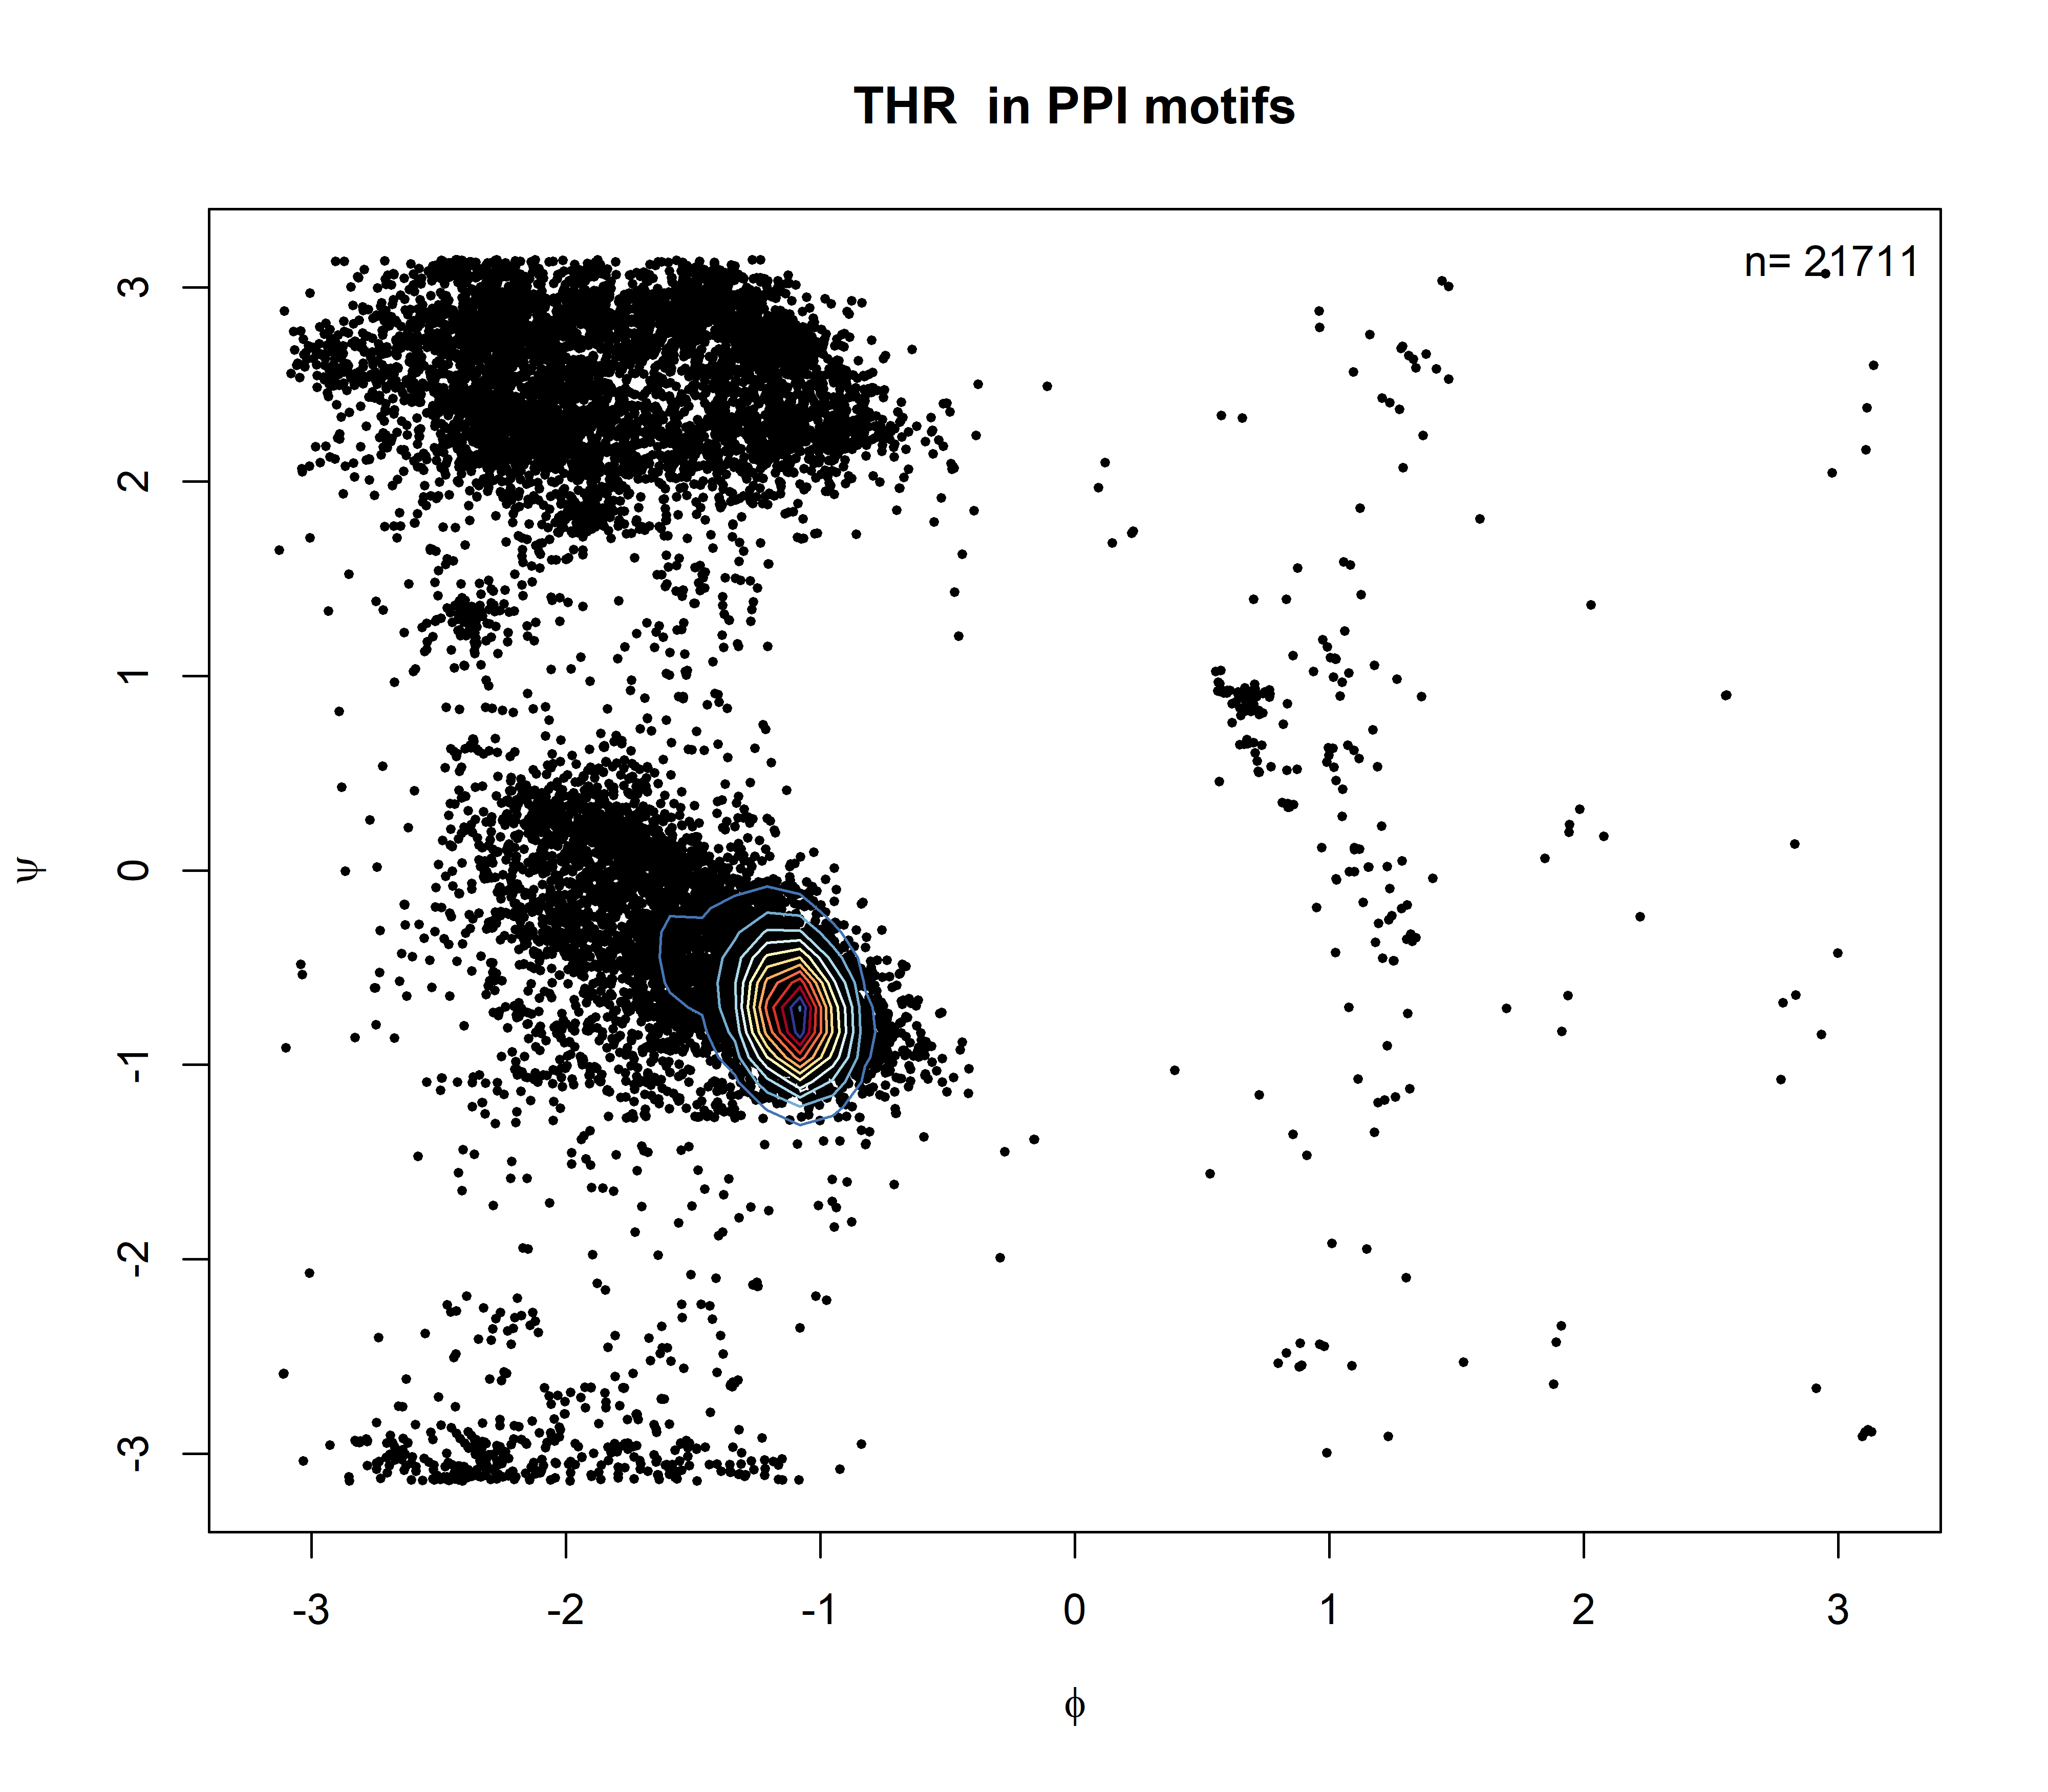 THR  in PPI motifs
n= 21711
3
2
1
0
-1
-2
-3
ψ
-3 -2 -1 0 1 2 3
ϕ